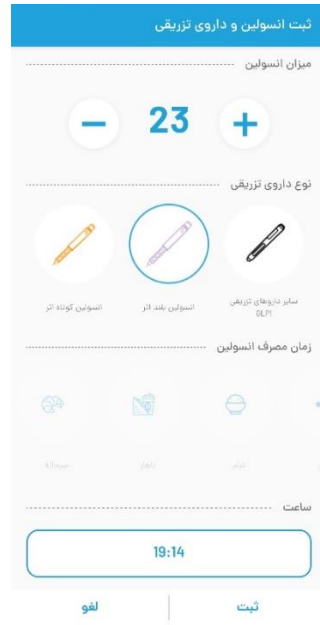 ثبت انسولین و داروی تزریقی
میزان انسولین
− 23 +
نوع داروی تزریقی
سایر داروهای تزریقی GLP1
انسولین بلند اثر
انسولین کوتاه اثر
زمان مصرف انسولین
شام
ناهار
صبحانه
ساعت
19:14
ثبت
لغو